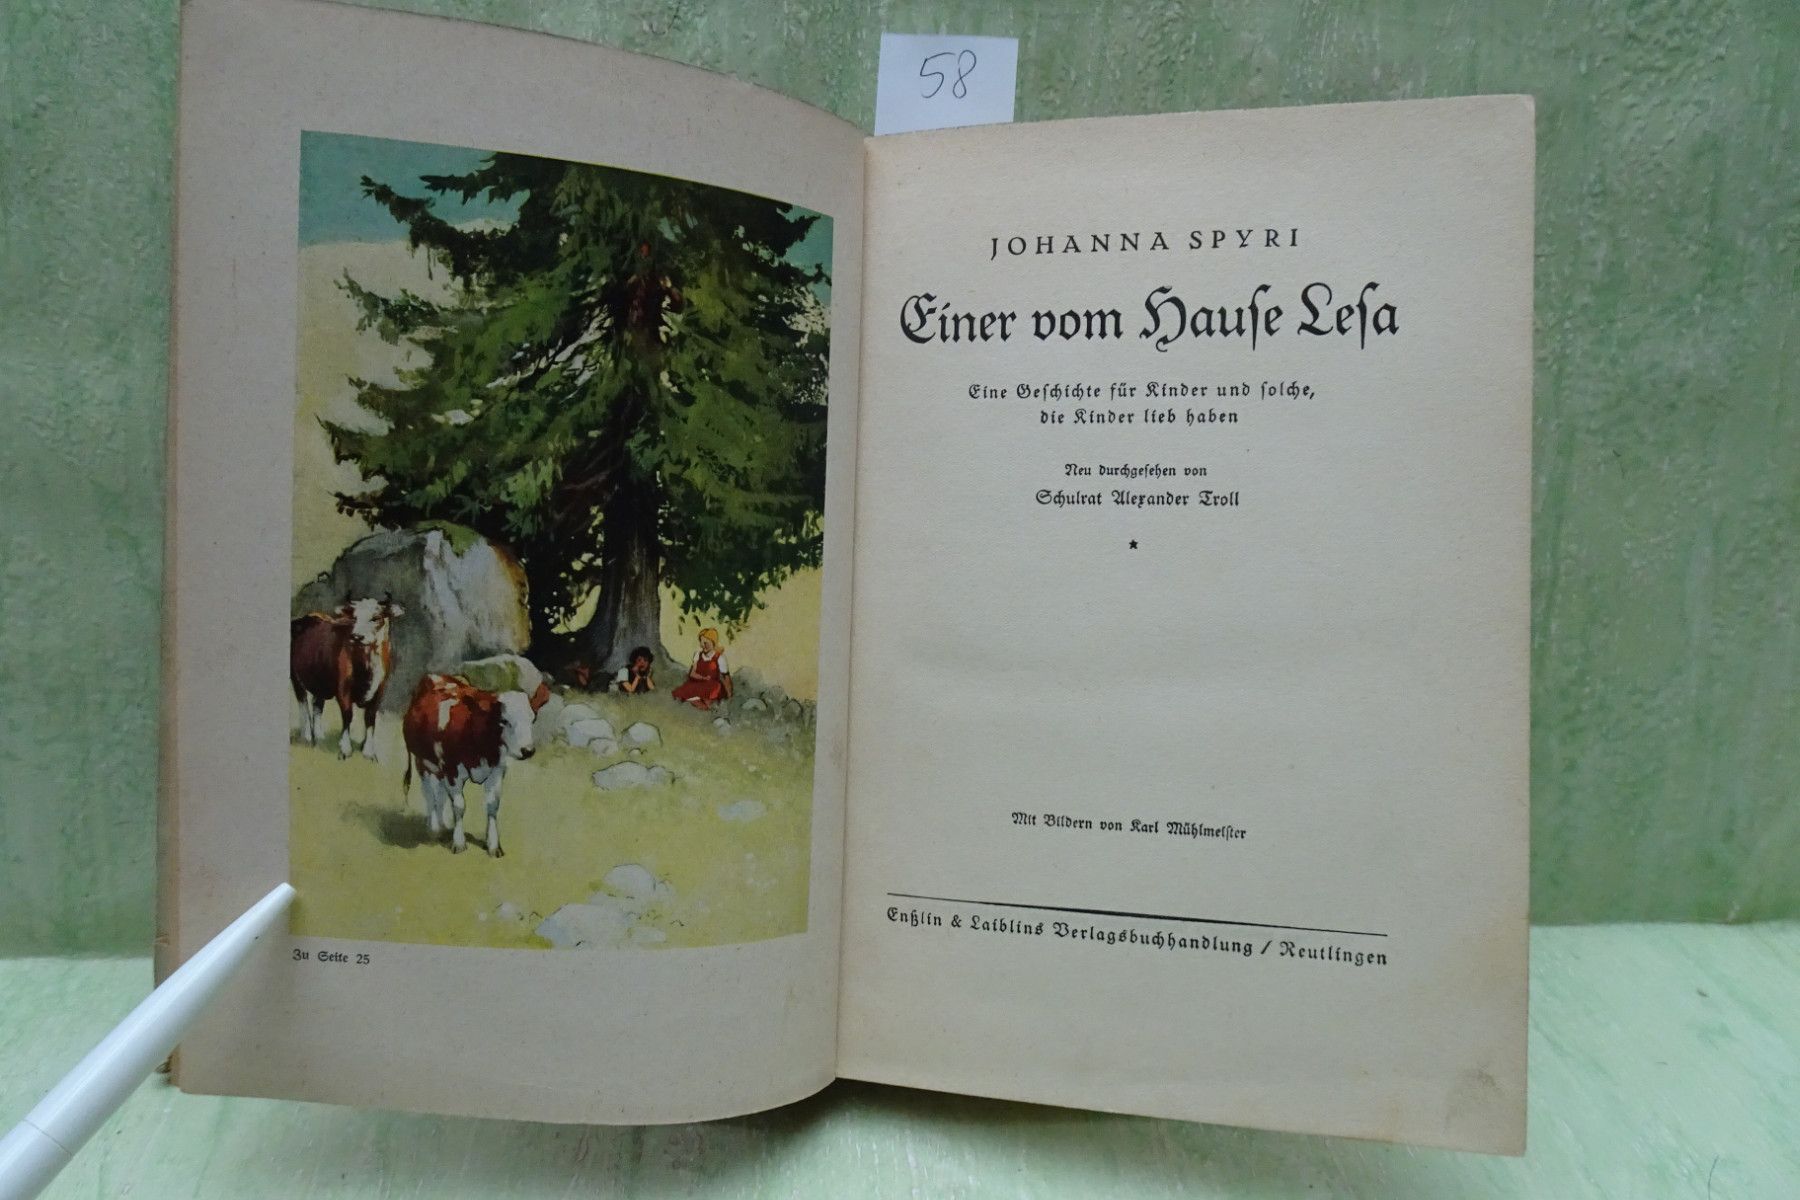 58
Zu Seite 25
JOHANNA SPYRI
Einer vom Hauſe Leſa
Eine Geſchichte für Kinder und ſolche,
die Kinder lieb haben
Neu durchgeſehen von
Schulrat Alexander Troll
★
Mit Bildern von Karl Mühlmeiſter
Enßlin & Laiblins Verlagsbuchhandlung / Reutlingen